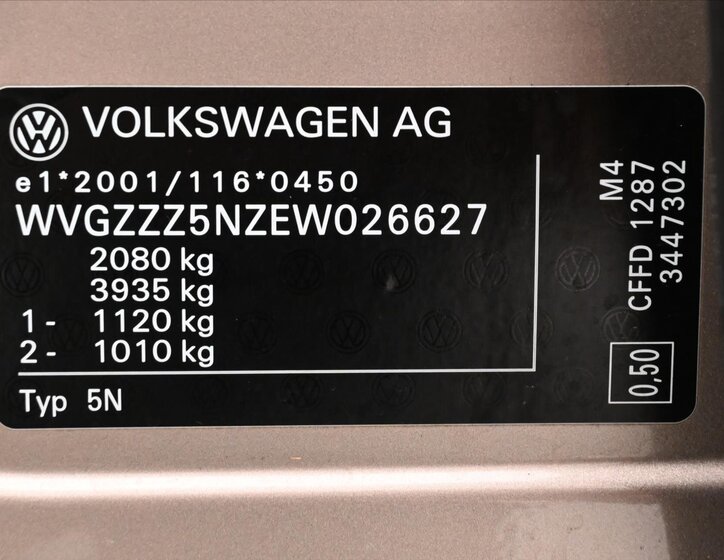 VOLKSWAGEN AG
e1*2001/116*0450
WVGZZZ5NZEW026627
2080 kg
3935 kg
1- 1120 kg
2- 1010 kg
Typ 5N
M4
CFFD 1287
3447302
0,50